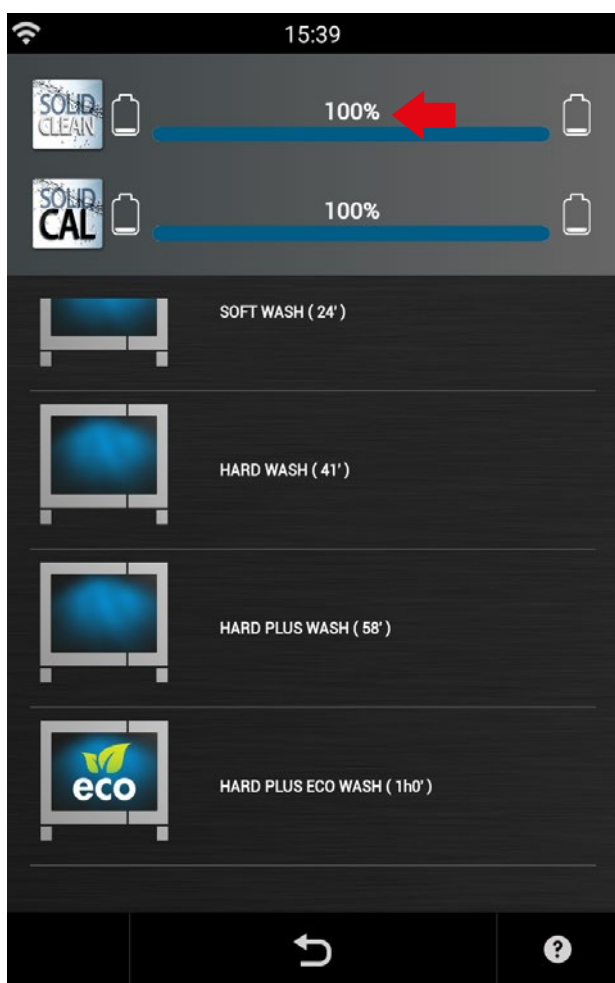 15:39
SOLID
CLEAN
100%
SOLID
CAL
100%
SOFT WASH ( 24' )
HARD WASH ( 41' )
HARD PLUS WASH ( 58' )
eco
HARD PLUS ECO WASH ( 1h0' )
?